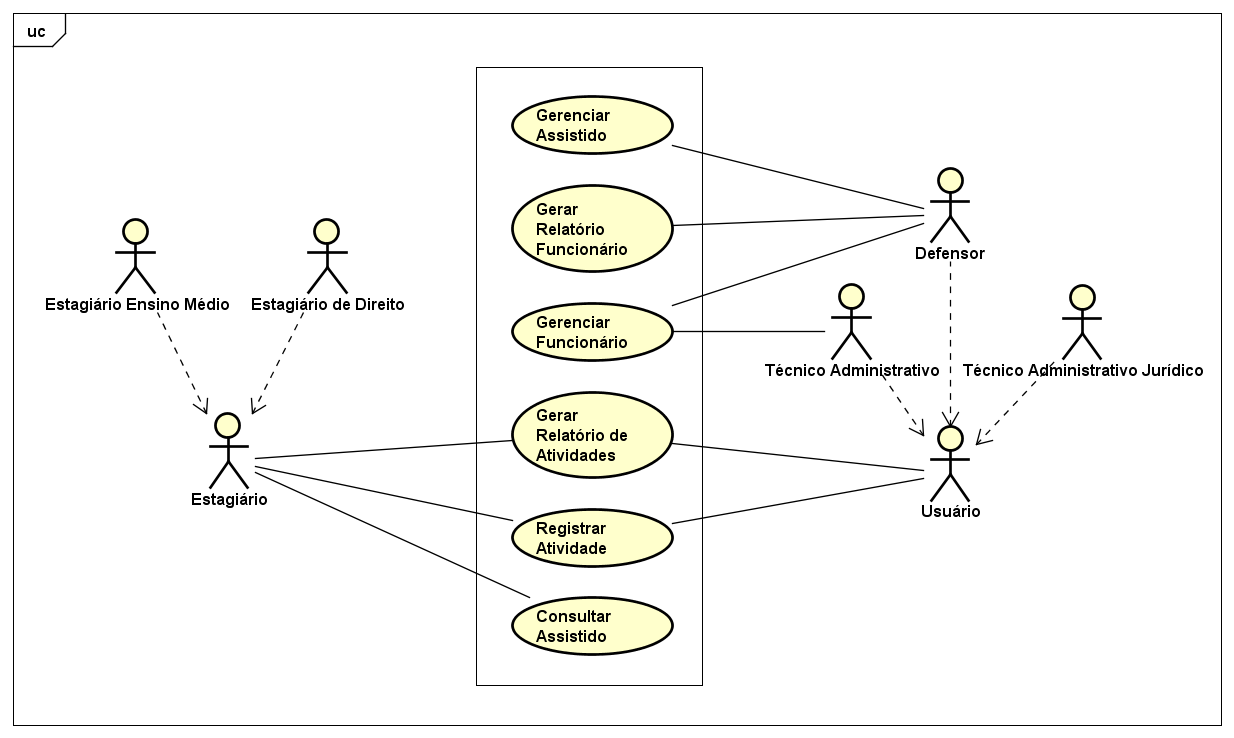 uc
Gerenciar
Assistido
Gerar
Relatório
Funcionário
Defensor
Estagiário Ensino Médio
Estagiário de Direito
Gerenciar
Funcionário
Técnico Administrativo
Técnico Administrativo Jurídico
Gerar
Relatório de
Atividades
Estagiário
Usuário
Registrar
Atividade
Consultar
Assistido